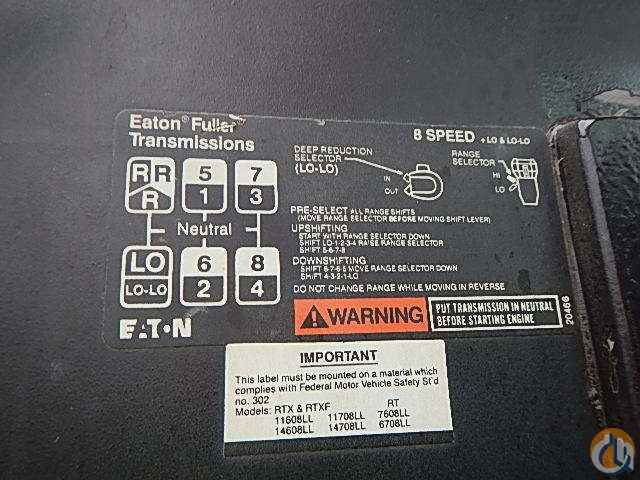 Eaton® Fuller®
Transmissions
8 SPEED + LO & LO-LO
DEEP REDUCTION
SELECTOR
(LO-LO)
IN
OUT
RANGE
SELECTOR
HI
LO
R R
R
5
1
7
3
Neutral
LO
LO-LO
6
2
8
4
PRE-SELECT ALL RANGE SHIFTS
(MOVE RANGE SELECTOR BEFORE MOVING SHIFT LEVER)
UPSHIFTING
START WITH RANGE SELECTOR DOWN
SHIFT LO-1-2-3-4 RAISE RANGE SELECTOR
SHIFT 5-6-7-8
DOWNSHIFTING
SHIFT 8-7-6-5 MOVE RANGE SELECTOR DOWN
SHIFT 4-3-2-1-LO
DO NOT CHANGE RANGE WHILE MOVING IN REVERSE
EATON
WARNING
PUT TRANSMISSION IN NEUTRAL
BEFORE STARTING ENGINE
20466
IMPORTANT
This label must be mounted on a material which
complies with Federal Motor Vehicle Safety St'd
no. 302
Models: RTX & RTXF RT
11608LL 11708LL 7608LL
14608LL 14708LL 6708LL
CraneNetwork.com